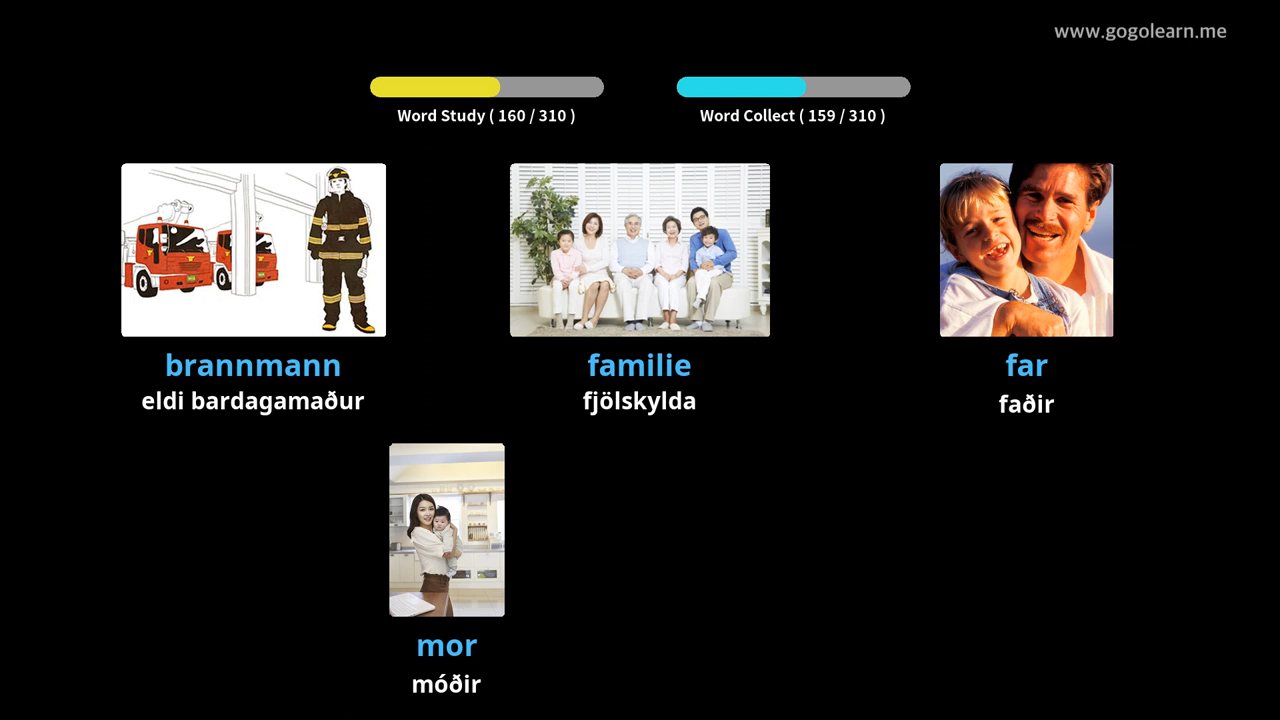 www.gogolearn.me
Word Study ( 160 / 310 )
Word Collect ( 159 / 310 )
brannmann
eldi bardagamaður
familie
fjölskylda
far
faðir
mor
móðir